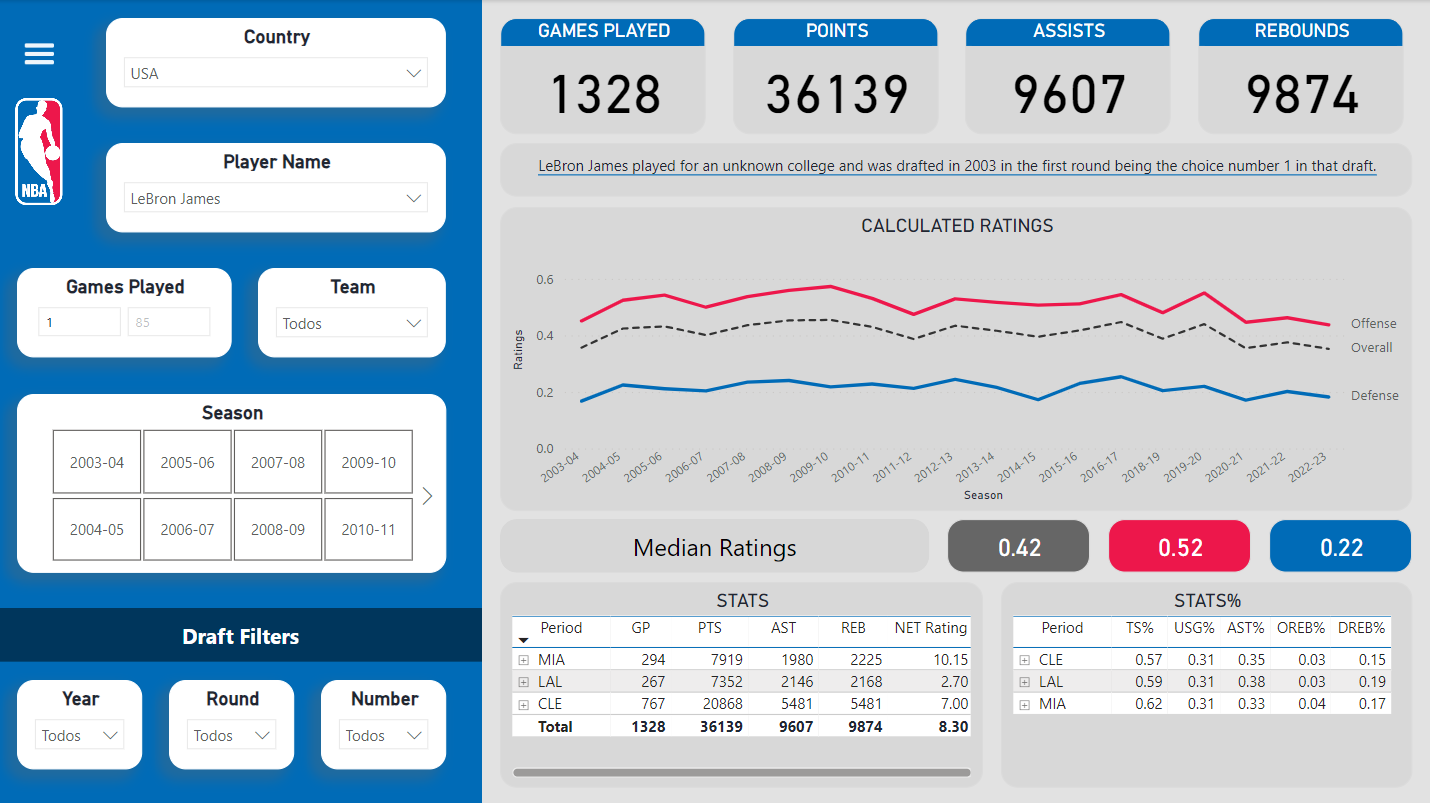 Country
USA
NBA
Player Name
LeBron James
Games Played
1
85
Team
Todos
Season
2003-04
2005-06
2007-08
2009-10
2004-05
2006-07
2008-09
2010-11
Draft Filters
Year
Todos
Round
Todos
Number
Todos
GAMES PLAYED
1328
POINTS
36139
ASSISTS
9607
REBOUNDS
9874
LeBron James played for an unknown college and was drafted in 2003 in the first round being the choice number 1 in that draft.
CALCULATED RATINGS
Ratings
0.6
0.4
0.2
0.0
Offense
Overall
Defense
2003-04
2004-05
2005-06
2006-07
2007-08
2008-09
2009-10
2010-11
2011-12
2012-13
2013-14
2014-15
2015-16
2016-17
2018-19
2019-20
2020-21
2021-22
2022-23
Season
Median Ratings
0.42
0.52
0.22
STATS
Period GP PTS AST REB NET Rating
MIA 294 7919 1980 2225 10.15
LAL 267 7352 2146 2168 2.70
CLE 767 20868 5481 5481 7.00
Total 1328 36139 9607 9874 8.30
STATS%
Period TS% USG% AST% OREB% DREB%
CLE 0.57 0.31 0.35 0.03 0.15
LAL 0.59 0.31 0.38 0.03 0.19
MIA 0.62 0.31 0.33 0.04 0.17